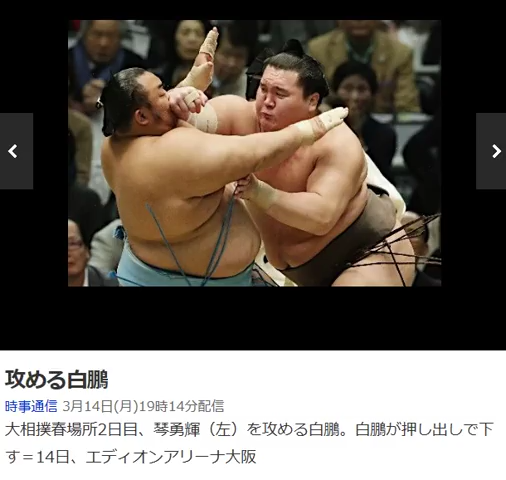 攻める白鵬
時事通信 3月14日(月)19時14分配信
大相撲春場所2日目、琴勇輝（左）を攻める白鵬。白鵬が押し出しで下
す＝14日、エディオンアリーナ大阪